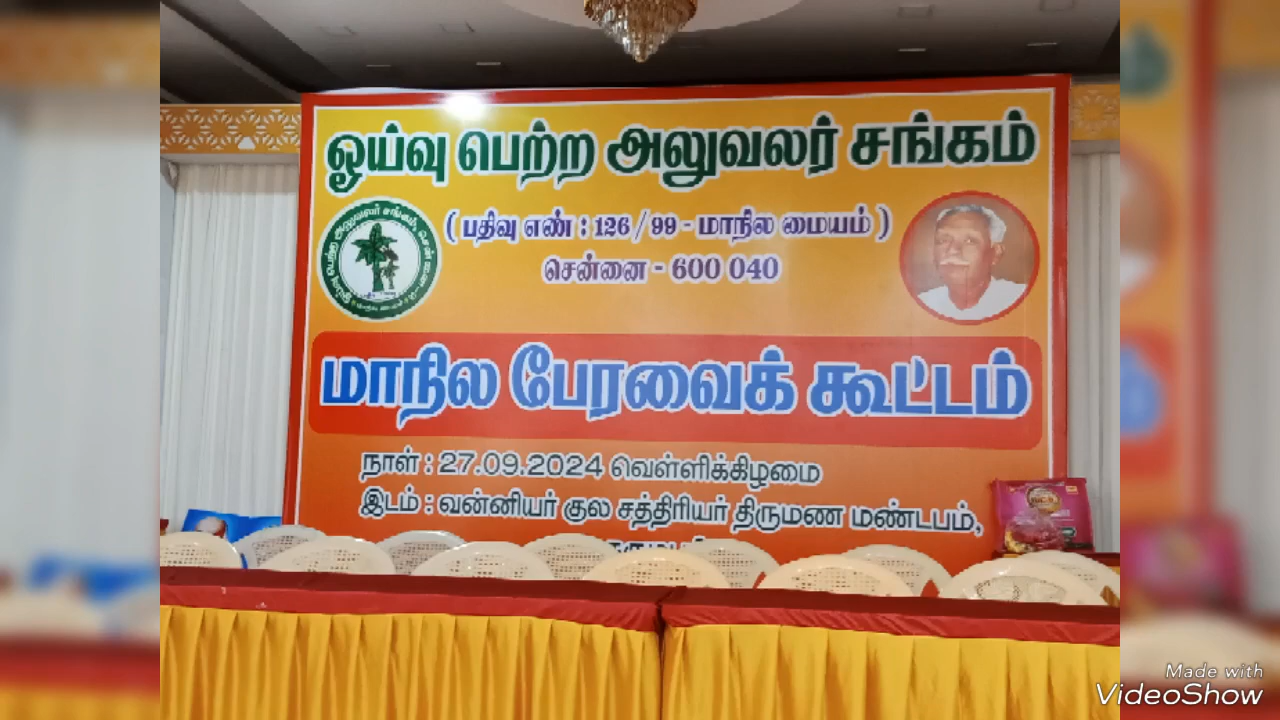 ஓய்வு பெற்ற அலுவலர் சங்கம்
( பதிவு எண் : 126 / 99 - மாநில மையம் )
சென்னை - 600 040
மாநில பேரவைக் கூட்டம்
நாள் : 27.09.2024 வெள்ளிக்கிழமை
இடம் : வன்னியர் குல சத்திரியர் திருமண மண்டபம்,
Made with
VideoShow